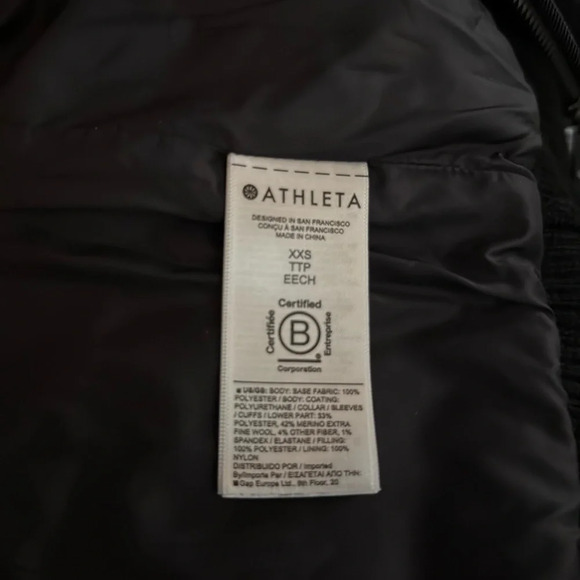 ATHLETA
DESIGNED IN SAN FRANCISCO
CONÇU À SAN FRANCISCO
MADE IN CHINA
XXS
TTP
EECH
Certified
Certifiée
B
Entreprise
Corporation
US/GB: BODY: BASE FABRIC: 100%
POLYESTER / BODY: COATING:
POLYURETHANE / COLLAR / SLEEVES
/ CUFFS / LOWER PART: 53%
POLYESTER, 42% MERINO EXTRA
FINE WOOL, 4% OTHER FIBER, 1%
SPANDEX / ELASTANE / FILLING:
100% POLYESTER / LINING: 100%
NYLON
DISTRIBUIDO POR / Imported
By/Importe Par / ΕΙΣΑΓΕΤΑΙ ΑΠΟ ΤΗΝ:
Gap Europe Ltd., 8th Floor, 20